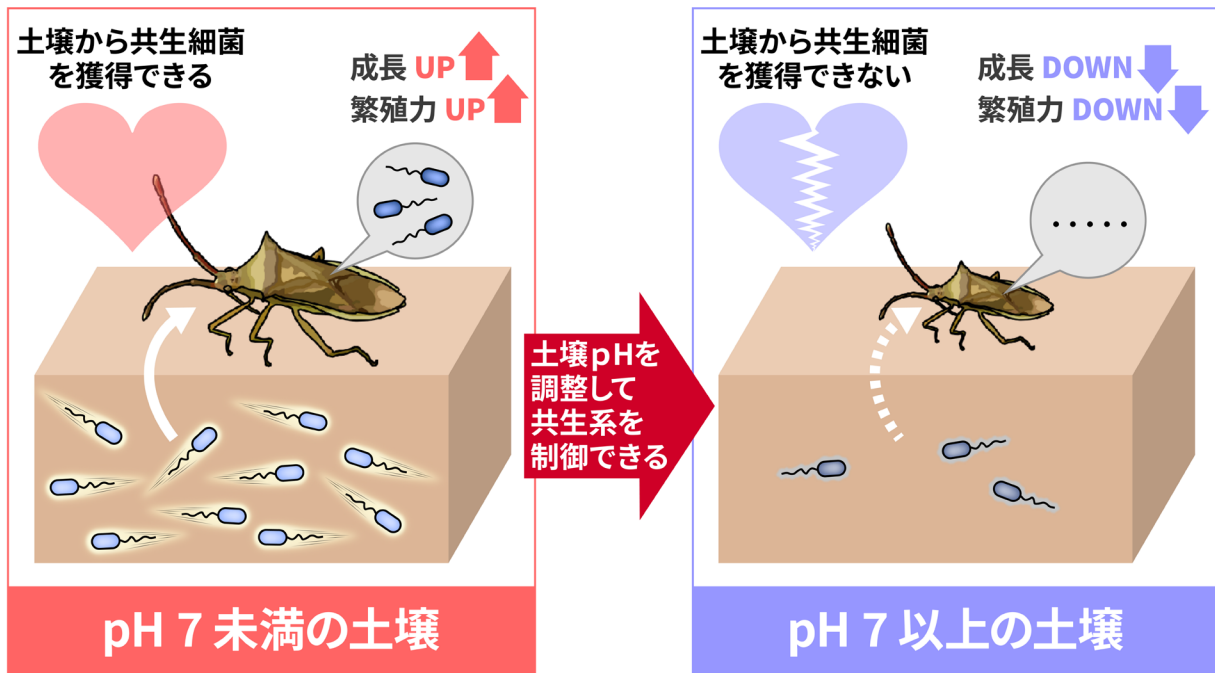 土壌から共生細菌
を獲得できる
成長 UP
繁殖力 UP
土壌から共生細菌
を獲得できない
成長 DOWN
繁殖力 DOWN
・・・・・
土壌pHを
調整して
共生系を
制御できる
pH 7 未満の土壌
pH 7 以上の土壌